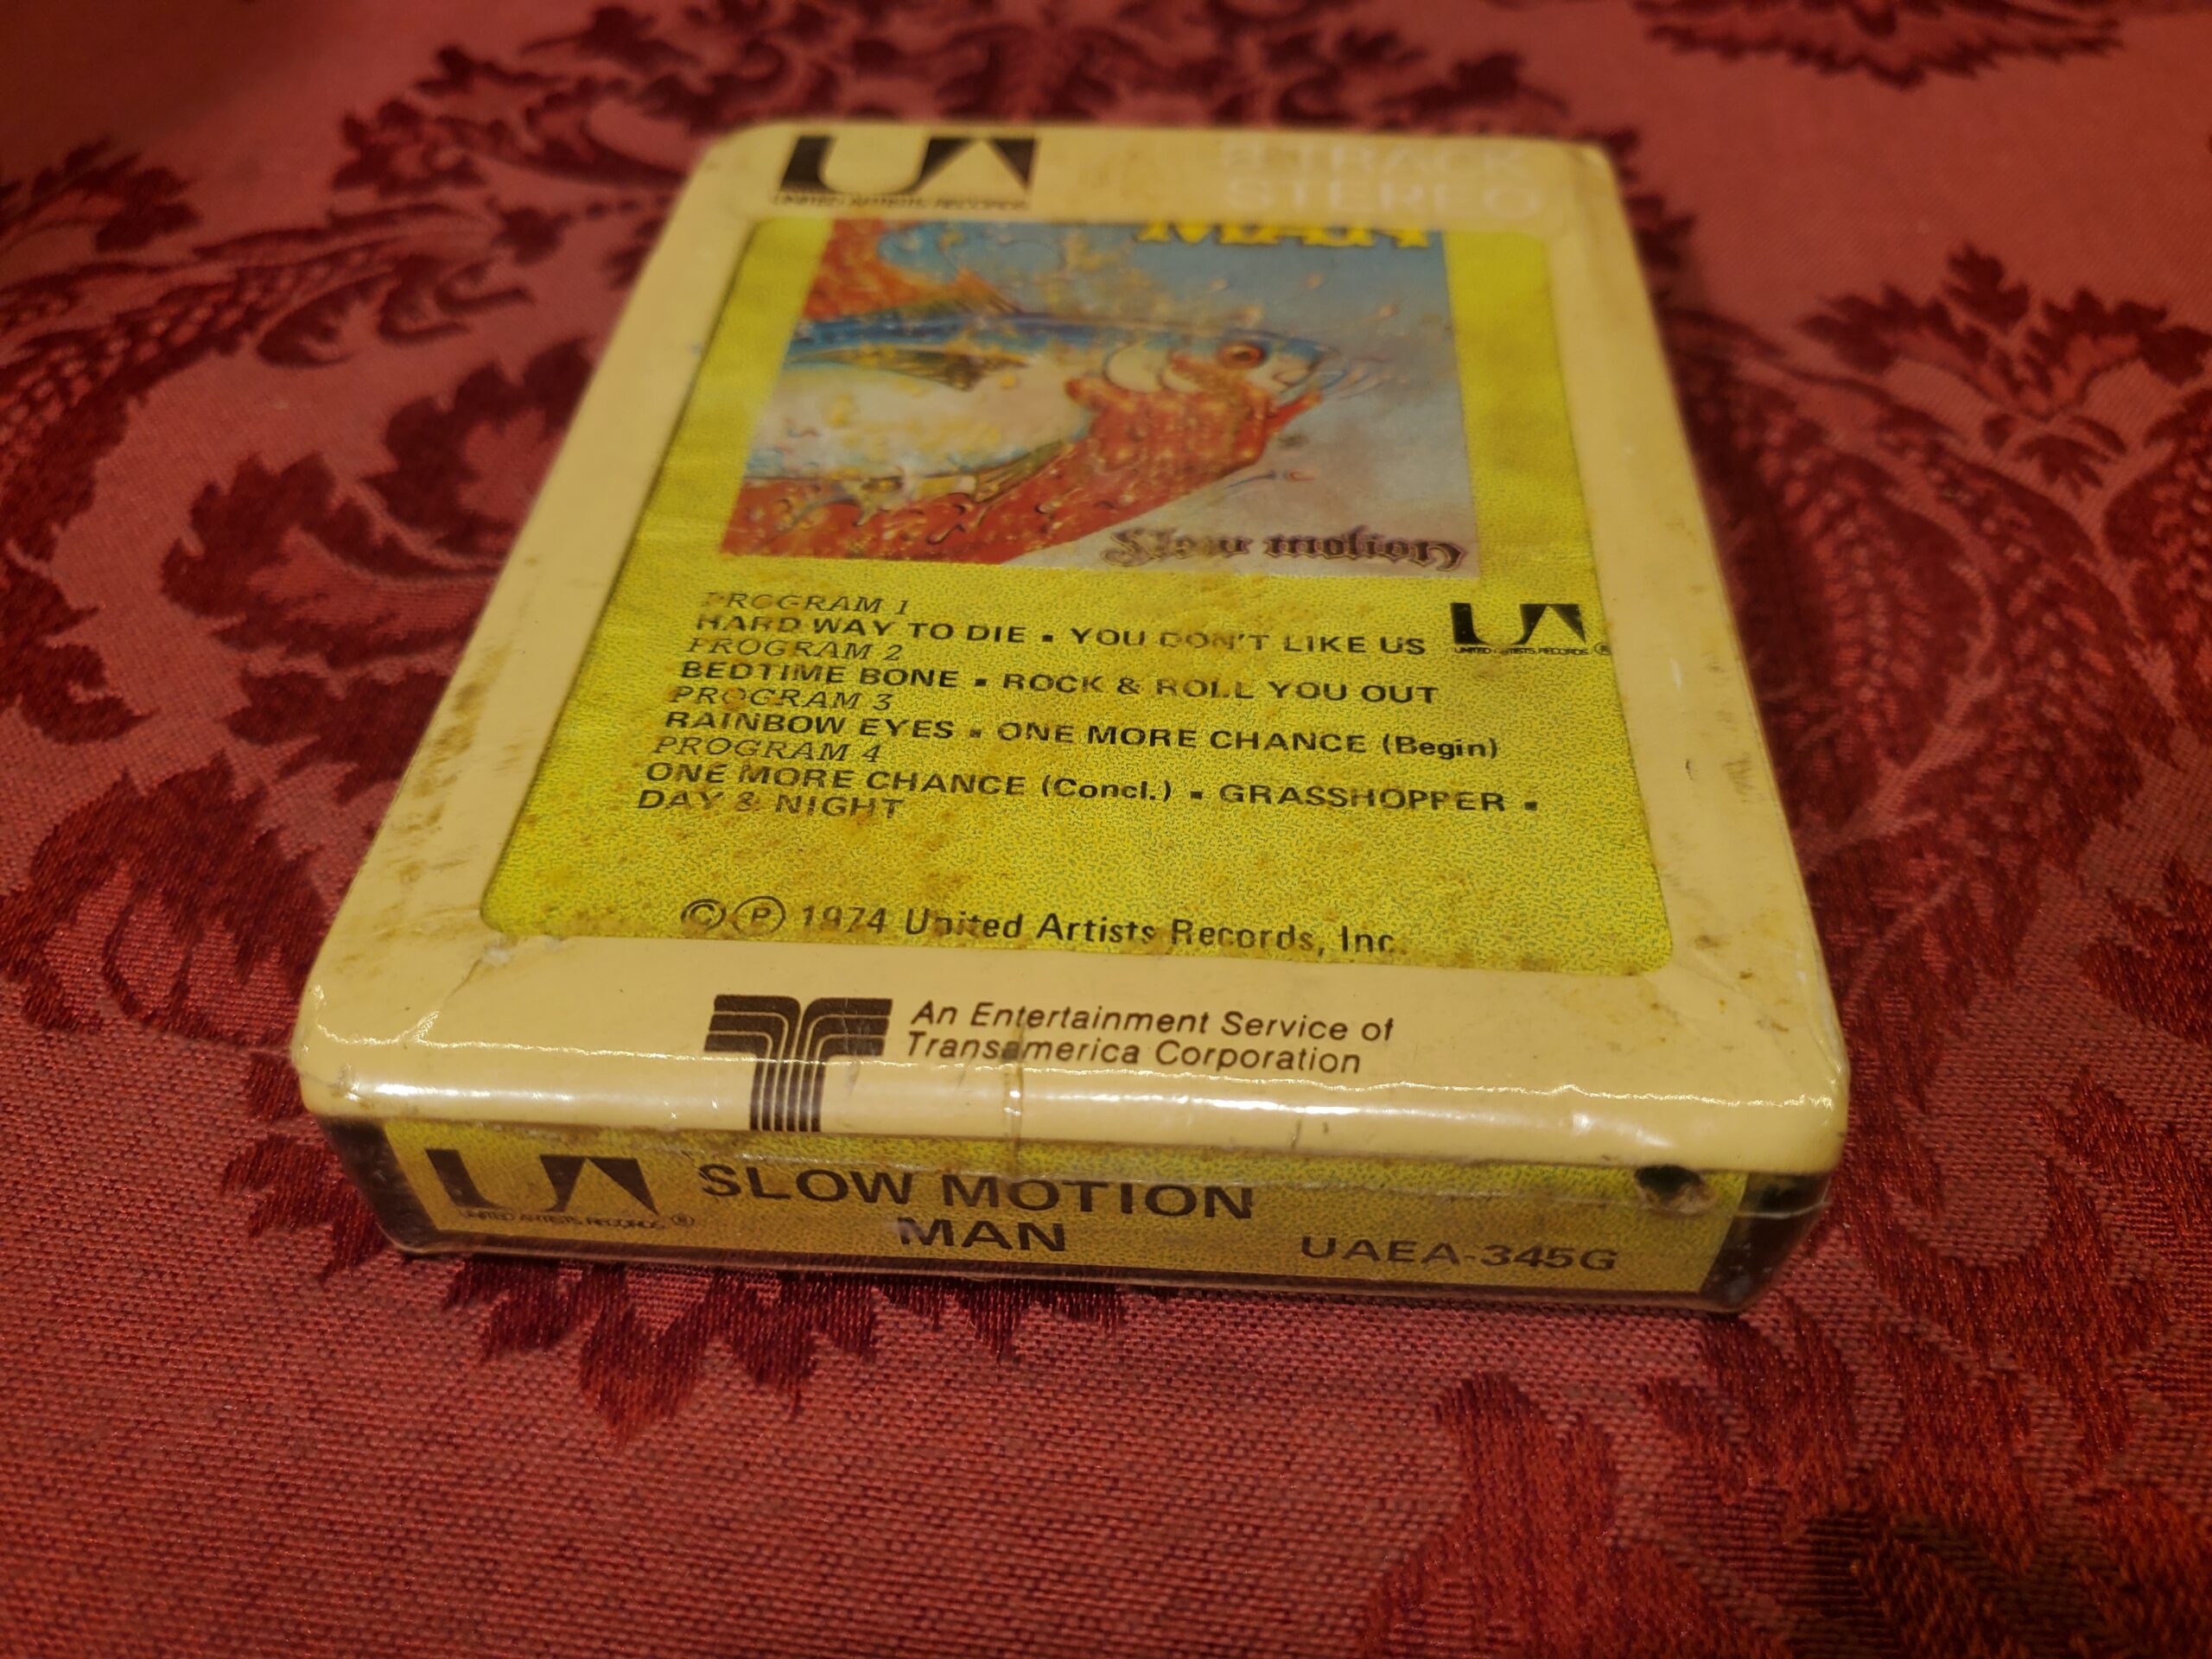 UA
UNITED ARTISTS RECORDS
8 TRACK
STEREO
MAN
Slow motion
PROGRAM 1
HARD WAY TO DIE ▪ YOU DON'T LIKE US
PROGRAM 2
BEDTIME BONE ▪ ROCK & ROLL YOU OUT
PROGRAM 3
RAINBOW EYES ▪ ONE MORE CHANCE (Begin)
PROGRAM 4
ONE MORE CHANCE (Concl.) ▪ GRASSHOPPER ▪
DAY & NIGHT
UA
UNITED ARTISTS RECORDS ®
© ℗ 1974 United Artists Records, Inc.
An Entertainment Service of
Transamerica Corporation
UA
UNITED ARTISTS RECORDS ®
SLOW MOTION
MAN
UAEA-345G